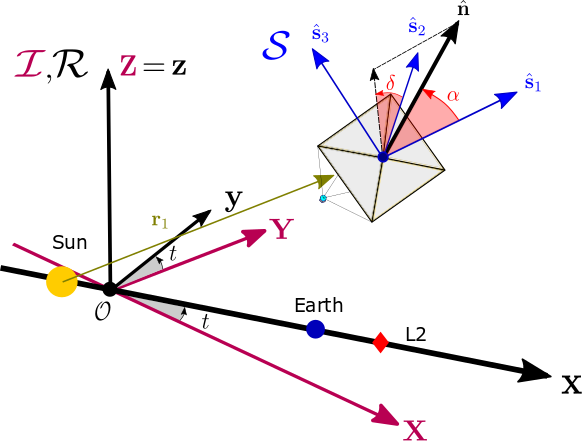 n̂
ŝ₃
ŝ₂
𝒮
δ
α
ŝ₁
ℐ,ℛ
Z = z
r₁
y
Y
Sun
t
𝒪
t
Earth
L2
x
X